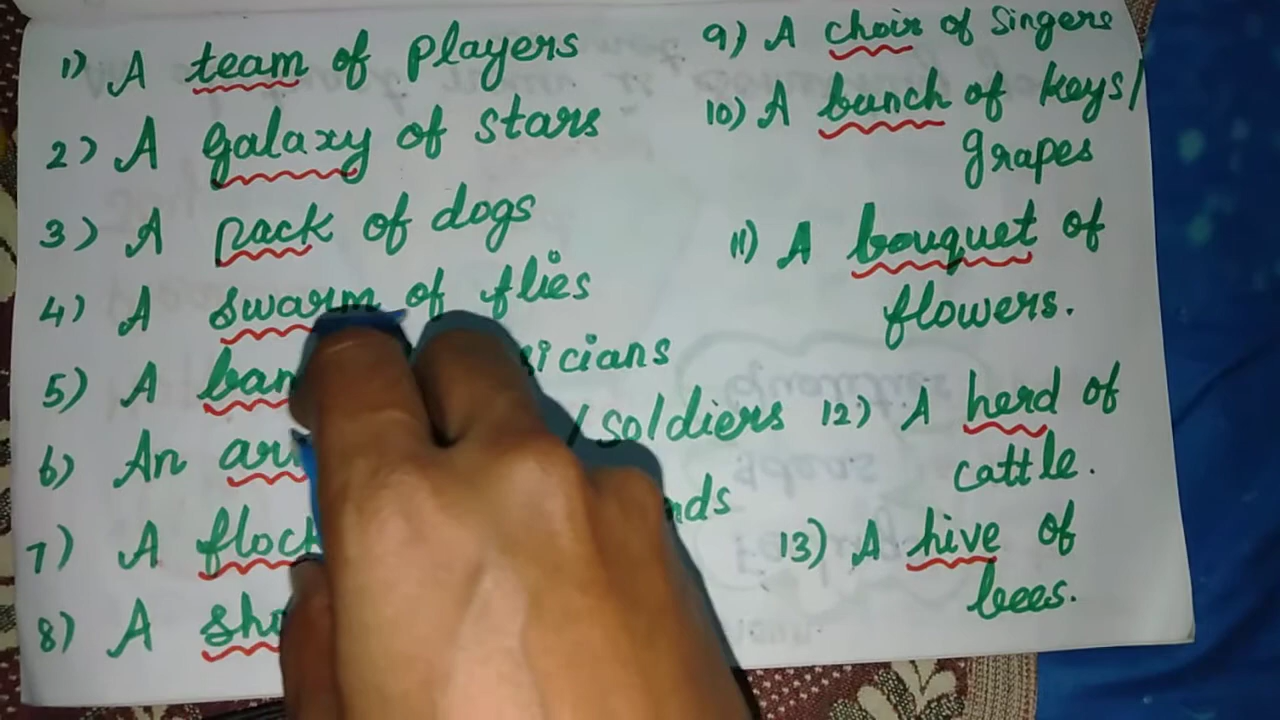 1) A team of players
2) A galaxy of stars
3) A pack of dogs
4) A swarm of flies
5) A
6) An / soldiers
7) A flock
8) A
9) A choir of Singers
10) A bunch of keys/
grapes
11) A bouquet of
flowers.
12) A herd of
cattle.
13) A hive of
bees.